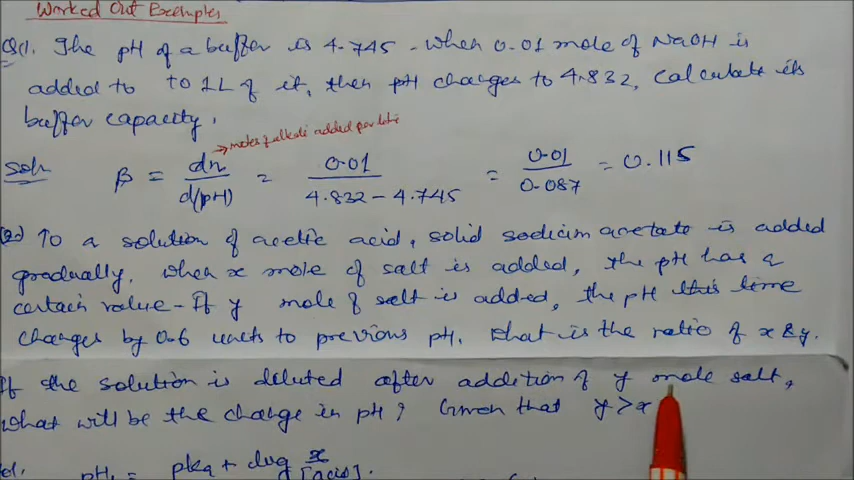 Worked Out Examples
Q1. The pH of a buffer is 4.745. When 0.01 mole of NaOH is
added to to 1L of it, then pH changes to 4.832, Calculate its
buffer capacity.
→ moles of alkali added per litre
Soln β = dn/d(pH) = 0.01/4.832 - 4.745 = 0.01/0.087 = 0.115
Q2) To a solution of acetic acid, solid sodium acetate is added
gradually. When x mole of salt is added, the pH has a
certain value. If y mole of salt is added, the pH this time
changes by 0.6 units to previous pH. What is the ratio of x & y.
If the solution is diluted after addition of y mole salt,
what will be the change in pH? Given that y > x
pH1 = pKa + log x/[acid].